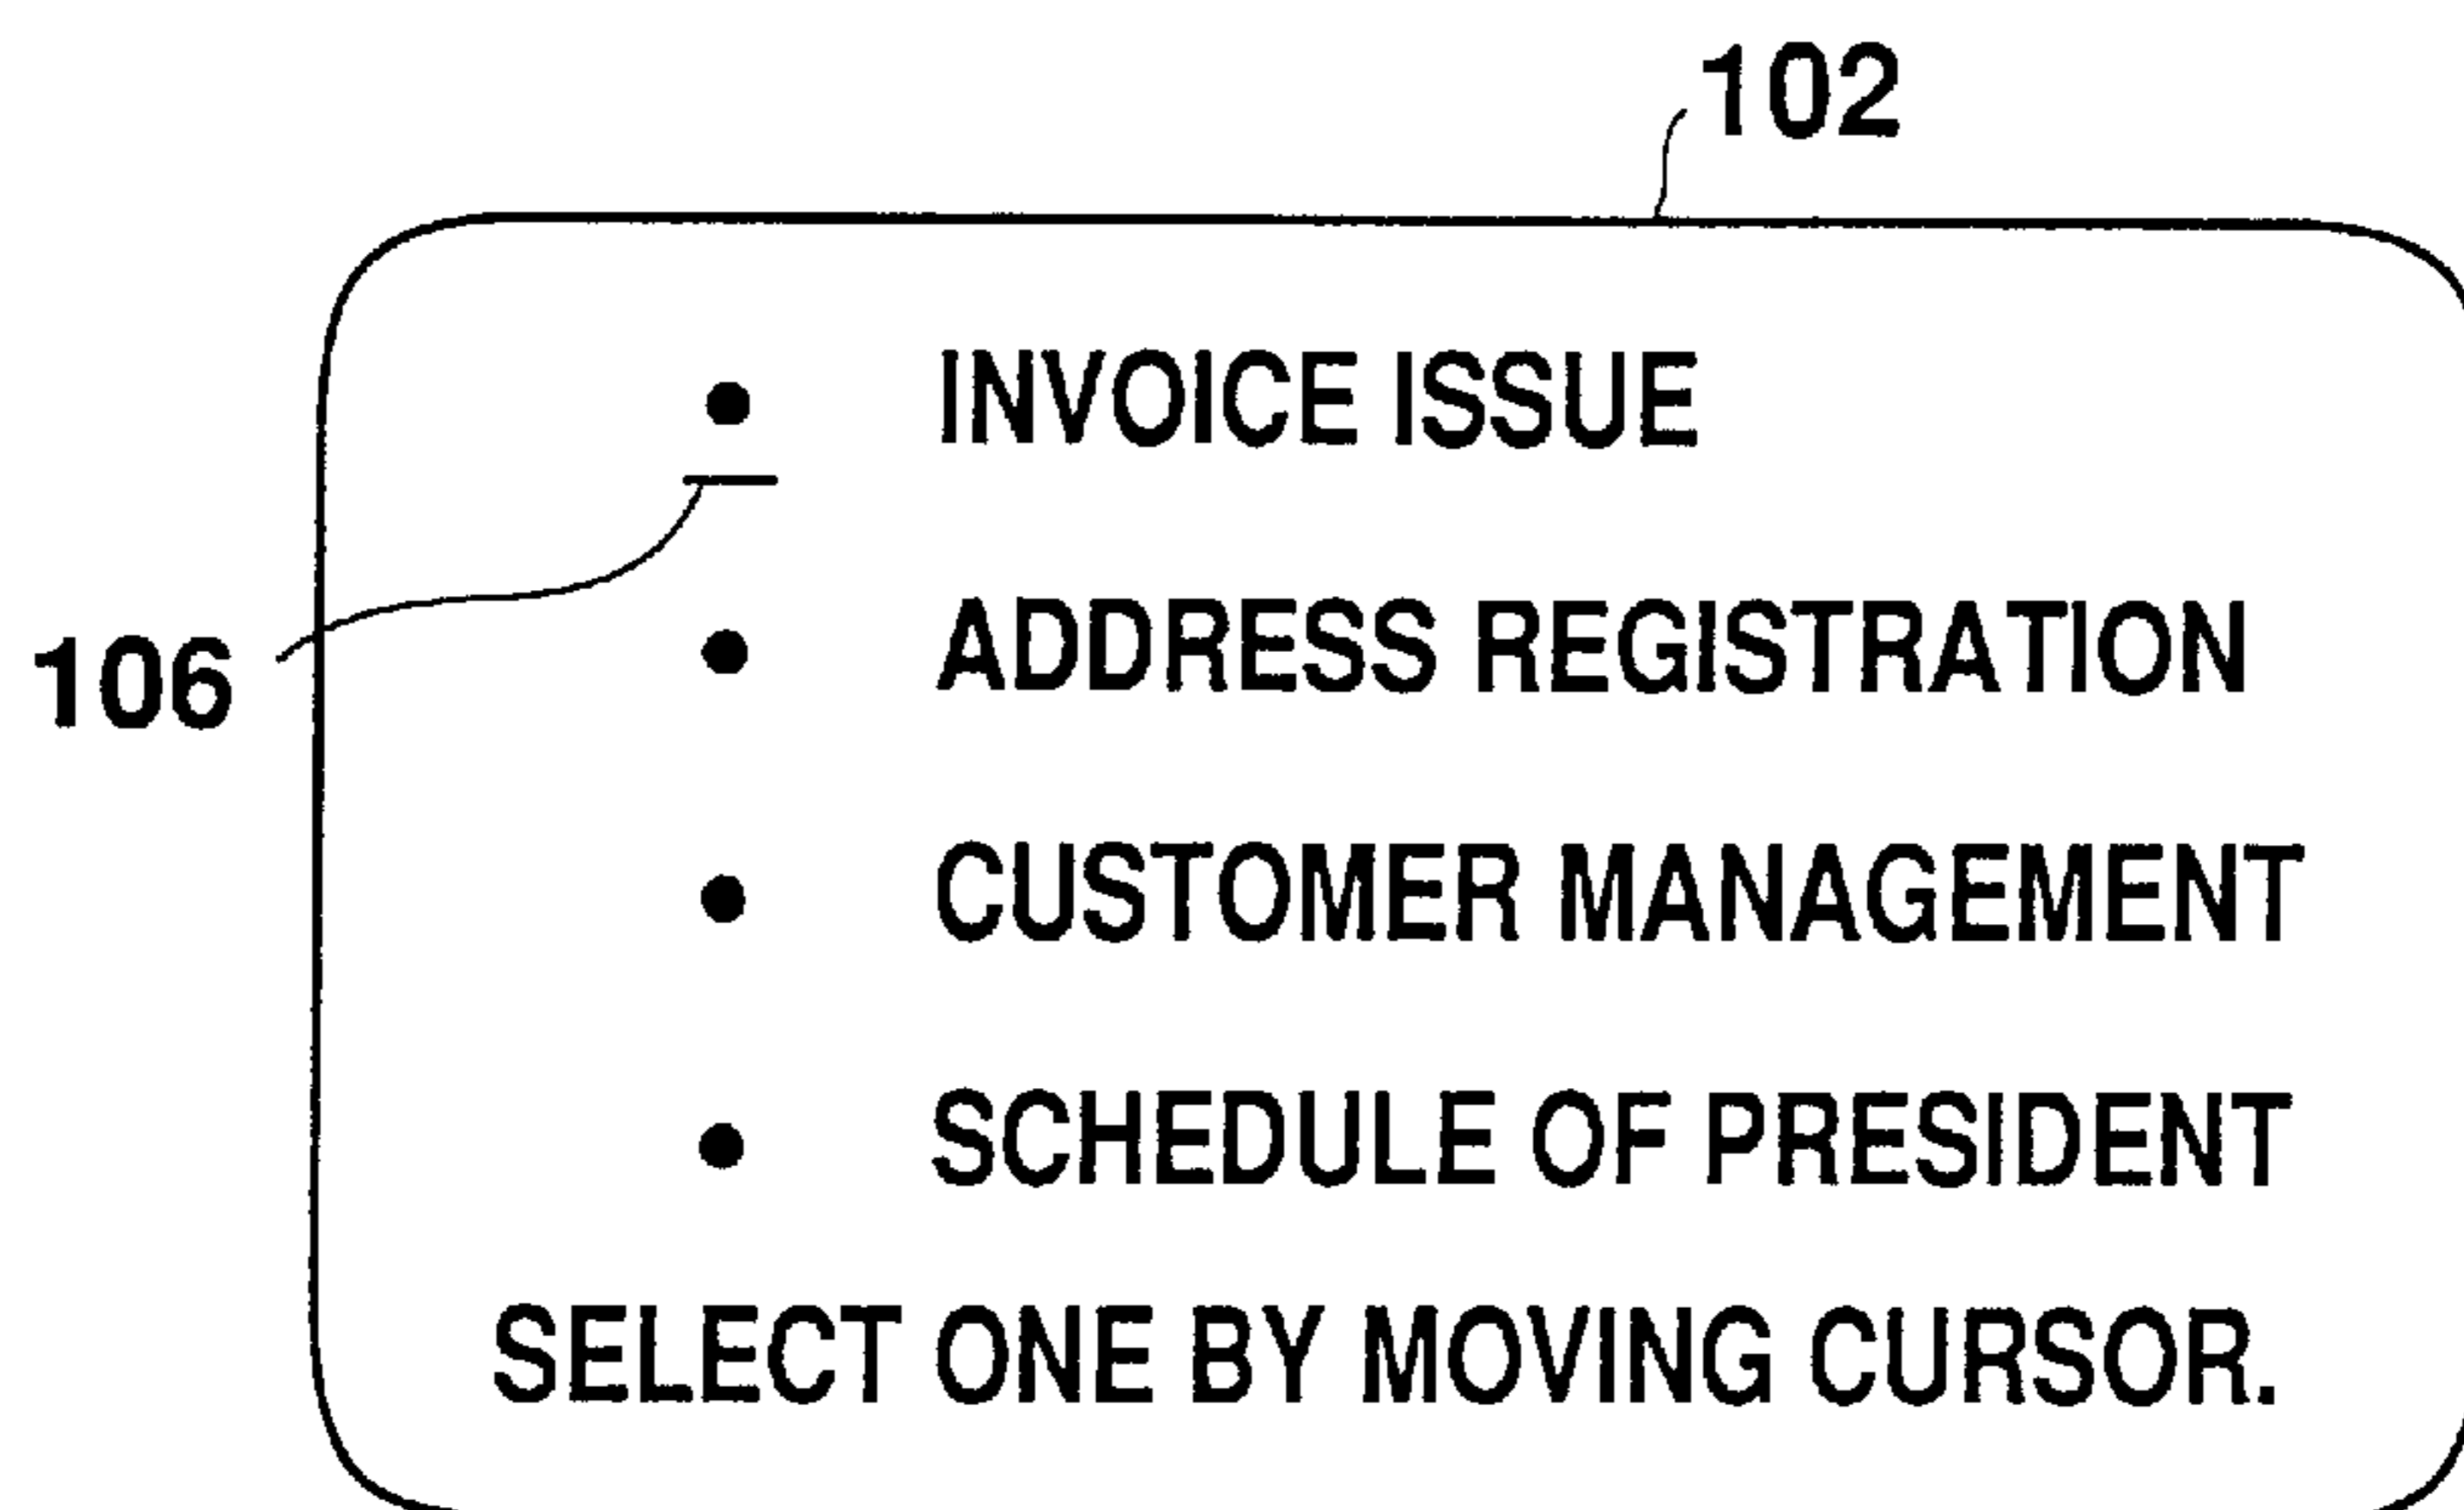 102
• INVOICE ISSUE
• ADDRESS REGISTRATION
106
• CUSTOMER MANAGEMENT
• SCHEDULE OF PRESIDENT
SELECT ONE BY MOVING CURSOR.